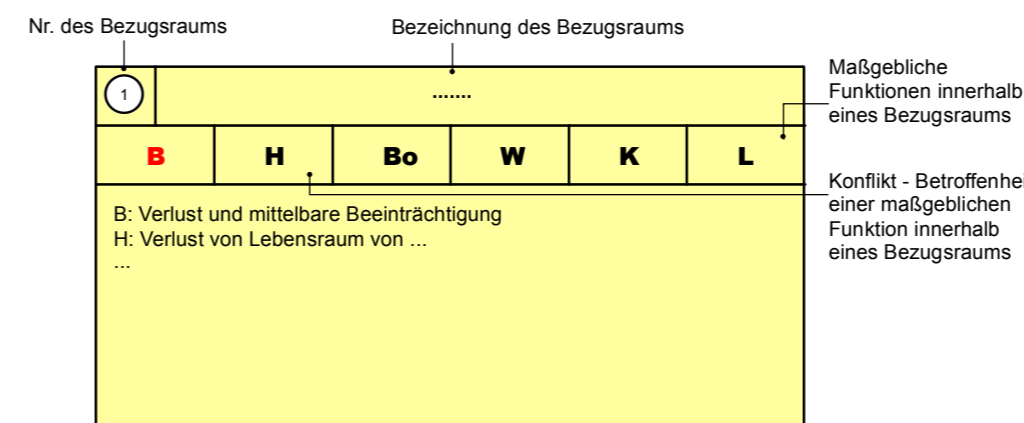 Nr. des Bezugsraums
Bezeichnung des Bezugsraums
Maßgebliche
Funktionen innerhalb
eines Bezugsraums
1
.......
B H Bo W K L
Konflikt - Betroffenhei
einer maßgeblichen
Funktion innerhalb
eines Bezugsraums
B: Verlust und mittelbare Beeinträchtigung
H: Verlust von Lebensraum von ...
...